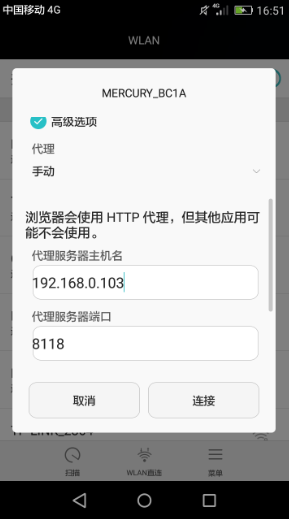 中国移动 4G
4G
16:51
WLAN
MERCURY_BC1A
高级选项
代理
手动
浏览器会使用 HTTP 代理，但其他应用可
能不会使用。
代理服务器主机名
192.168.0.103
代理服务器端口
8118
取消
连接
扫描
WLAN直连
菜单